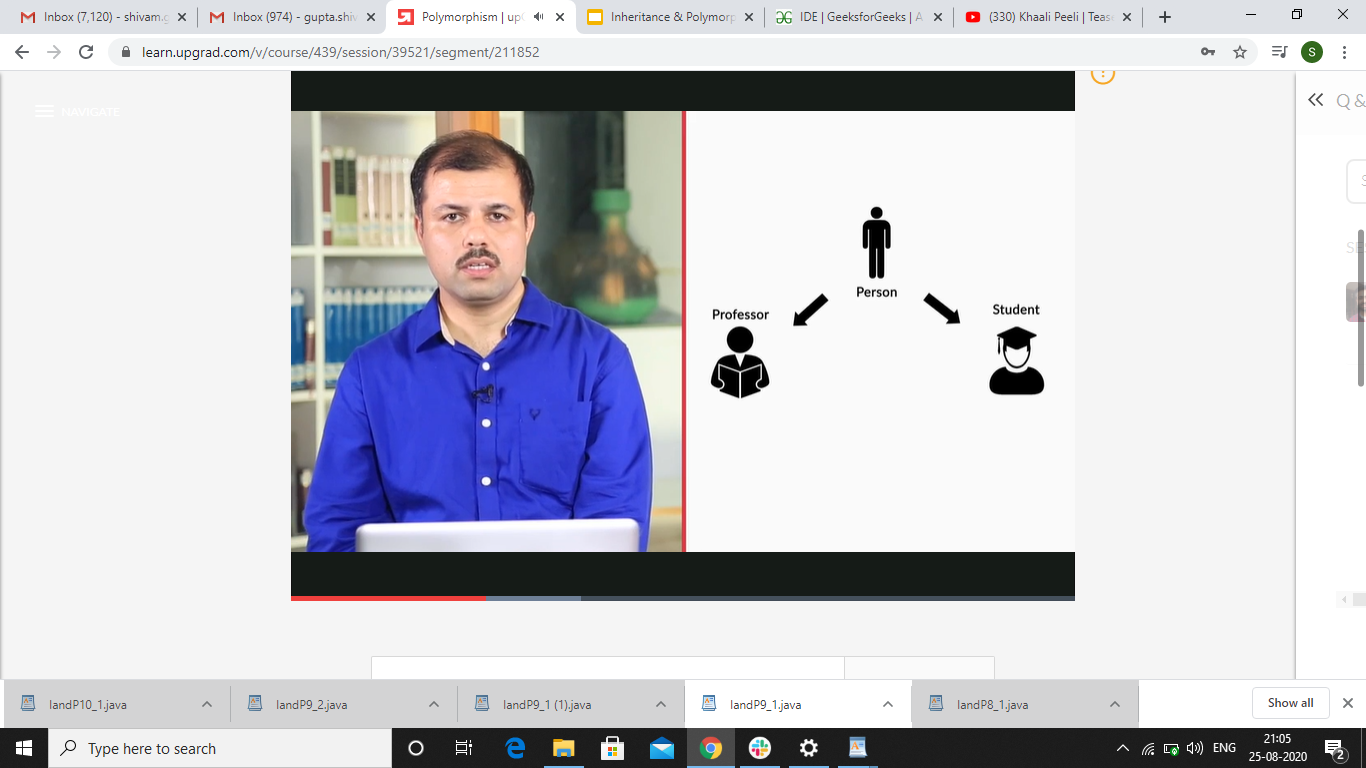 Inbox (7,120) - shivam.g
Inbox (974) - gupta.shiv
Polymorphism | up
Inheritance & Polymorp
IDE | GeeksforGeeks | A
(330) Khaali Peeli | Teas
learn.upgrad.com/v/course/439/session/39521/segment/211852
S
NAVIGATE
Q &
Person
Professor
Student
landP10_1.java
landP9_2.java
landP9_1 (1).java
landP9_1.java
landP8_1.java
Show all
Type here to search
ENG
21:05
25-08-2020
2